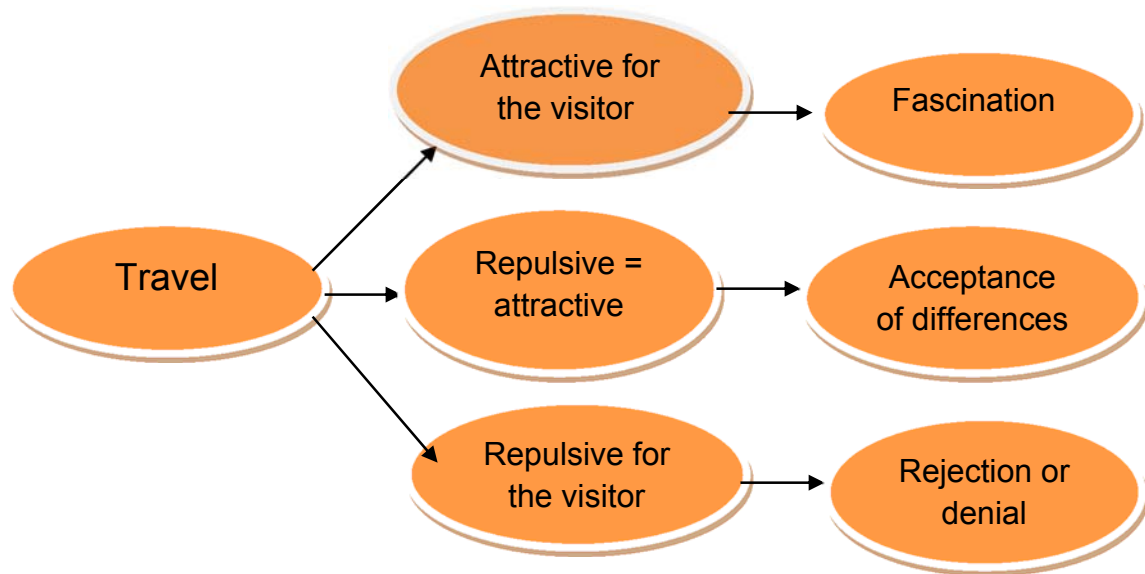 Attractive for
the visitor
Fascination
Travel
Repulsive =
attractive
Acceptance
of differences
Repulsive for
the visitor
Rejection or
denial